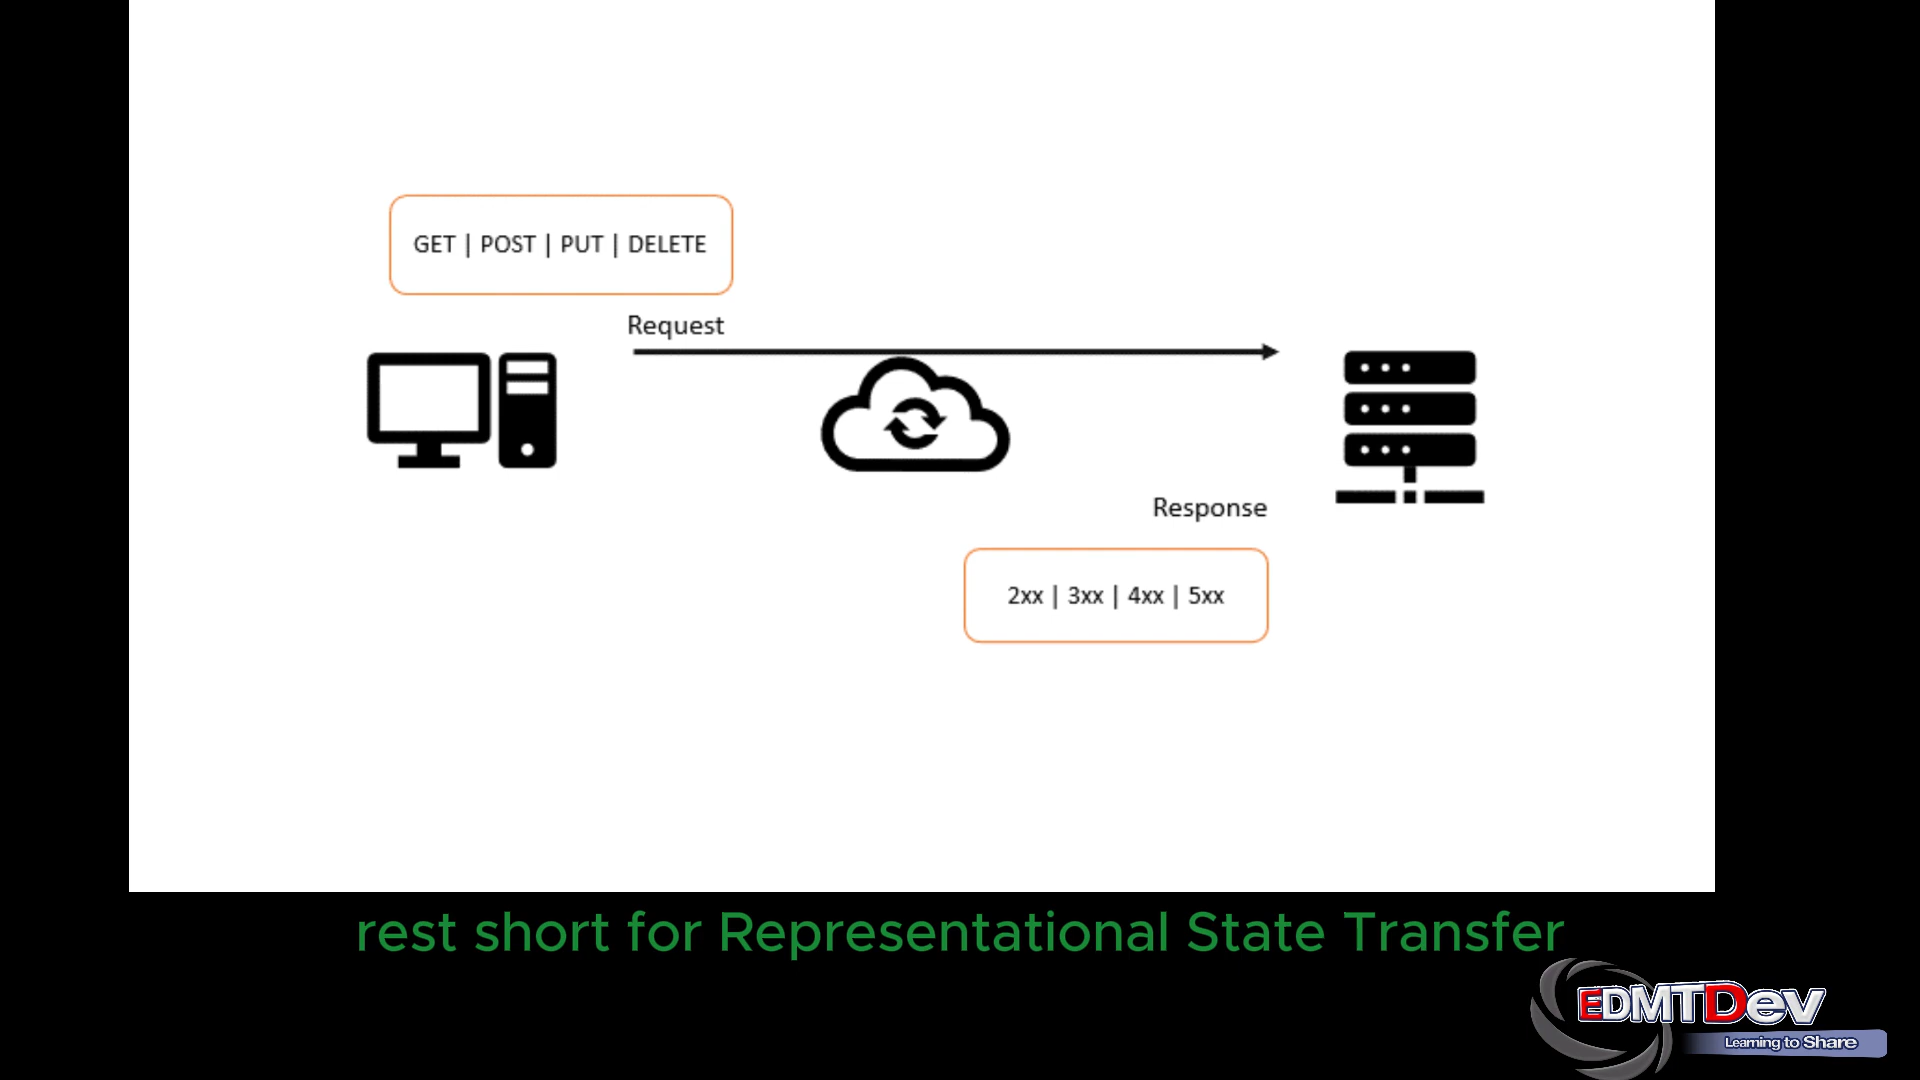 GET | POST | PUT | DELETE
Request
Response
2xx | 3xx | 4xx | 5xx
rest short for Representational State Transfer
EDMTDev
Learning to Share